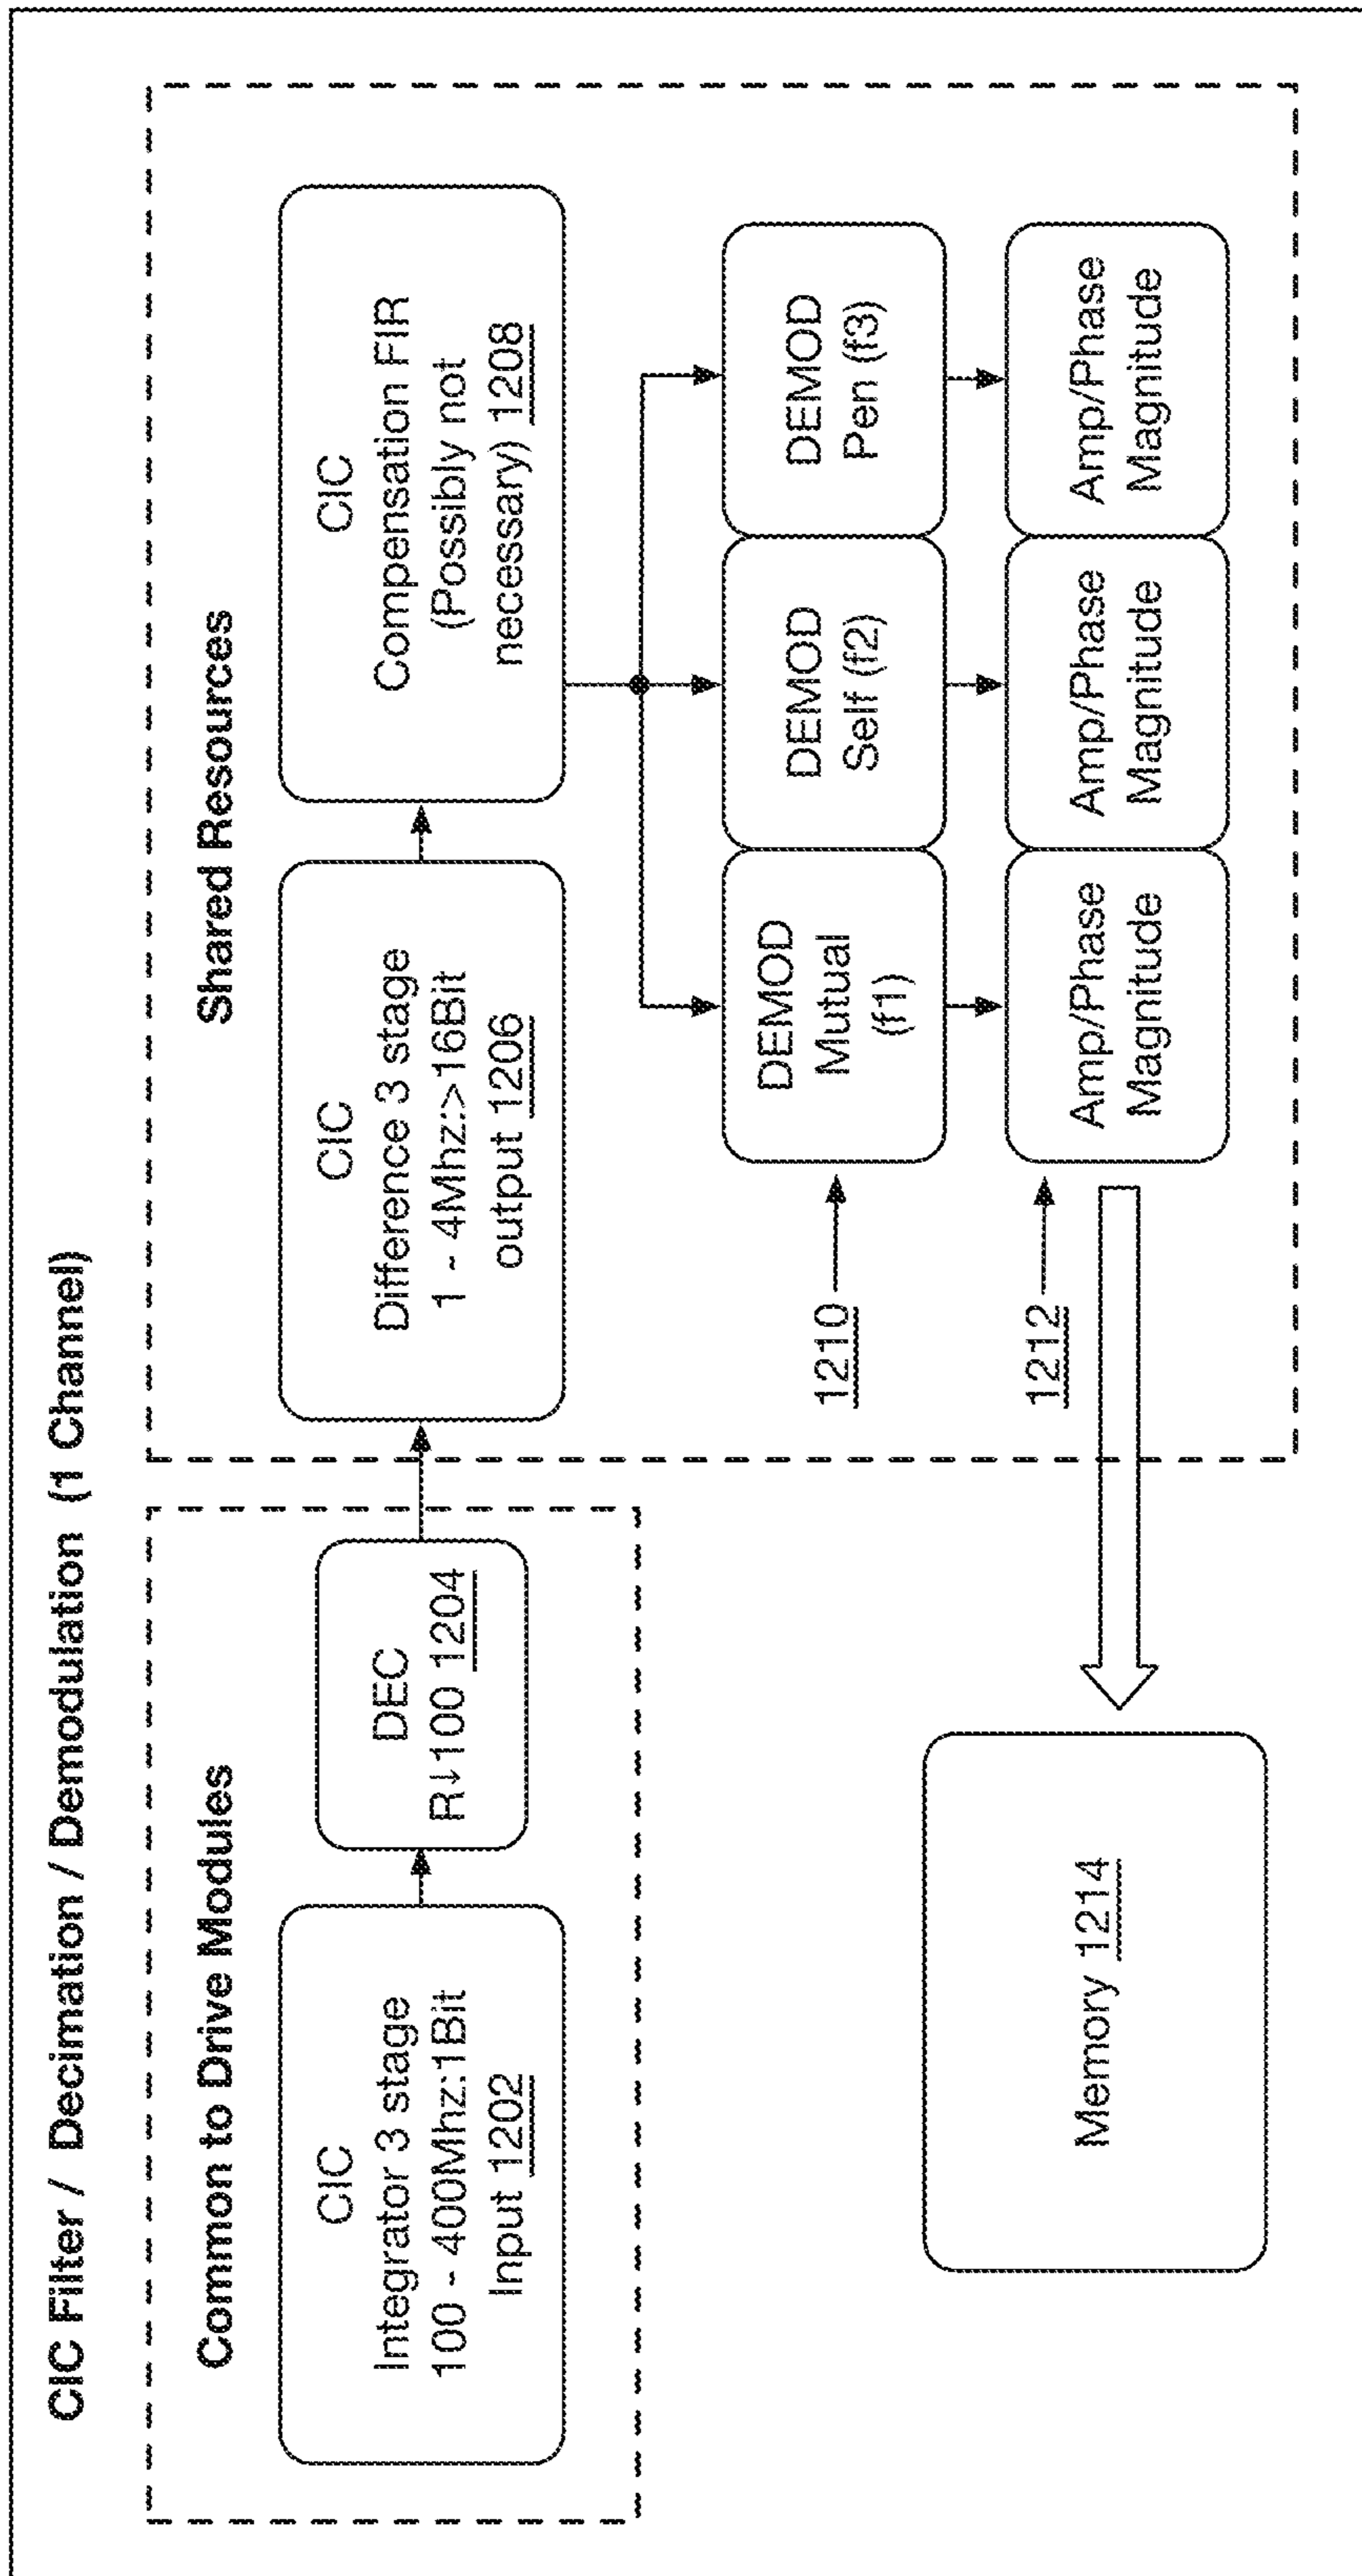 CIC Filter / Decimation / Demodulation (1 Channel)
Common to Drive Modules
CIC
Integrator 3 stage
100 - 400Mhz:1Bit
Input 1202
DEC
R↓100 1204
Shared Resources
CIC
Difference 3 stage
1 ~ 4Mhz:>16Bit
output 1206
CIC
Compensation FIR
(Possibly not
necessary) 1208
1210
DEMOD
Mutual
(f1)
DEMOD
Self (f2)
DEMOD
Pen (f3)
1212
Amp/Phase
Magnitude
Amp/Phase
Magnitude
Amp/Phase
Magnitude
Memory 1214